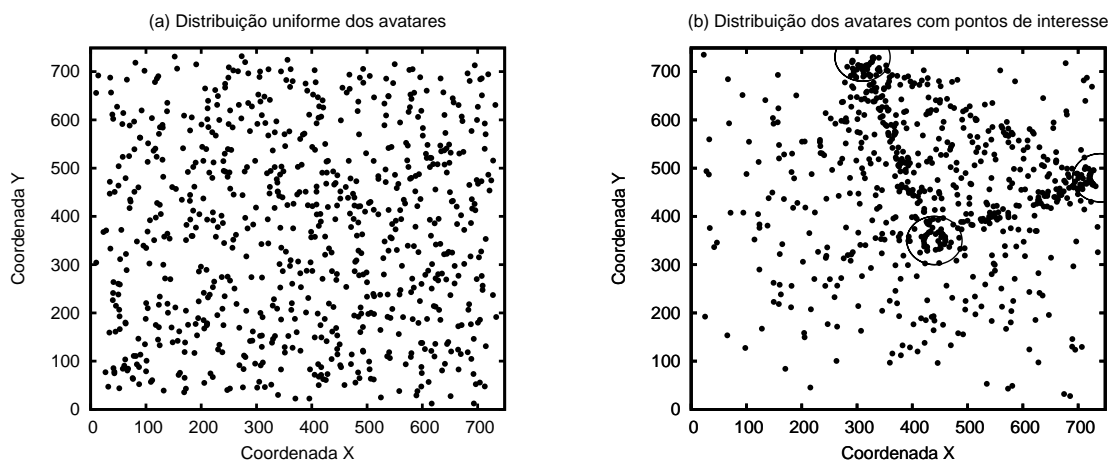 (a) Distribuição uniforme dos avatares
700
600
500
400
300
200
100
0
0 100 200 300 400 500 600 700
Coordenada Y
Coordenada X
(b) Distribuição dos avatares com pontos de interesse
700
600
500
400
300
200
100
0
0 100 200 300 400 500 600 700
Coordenada Y
Coordenada X